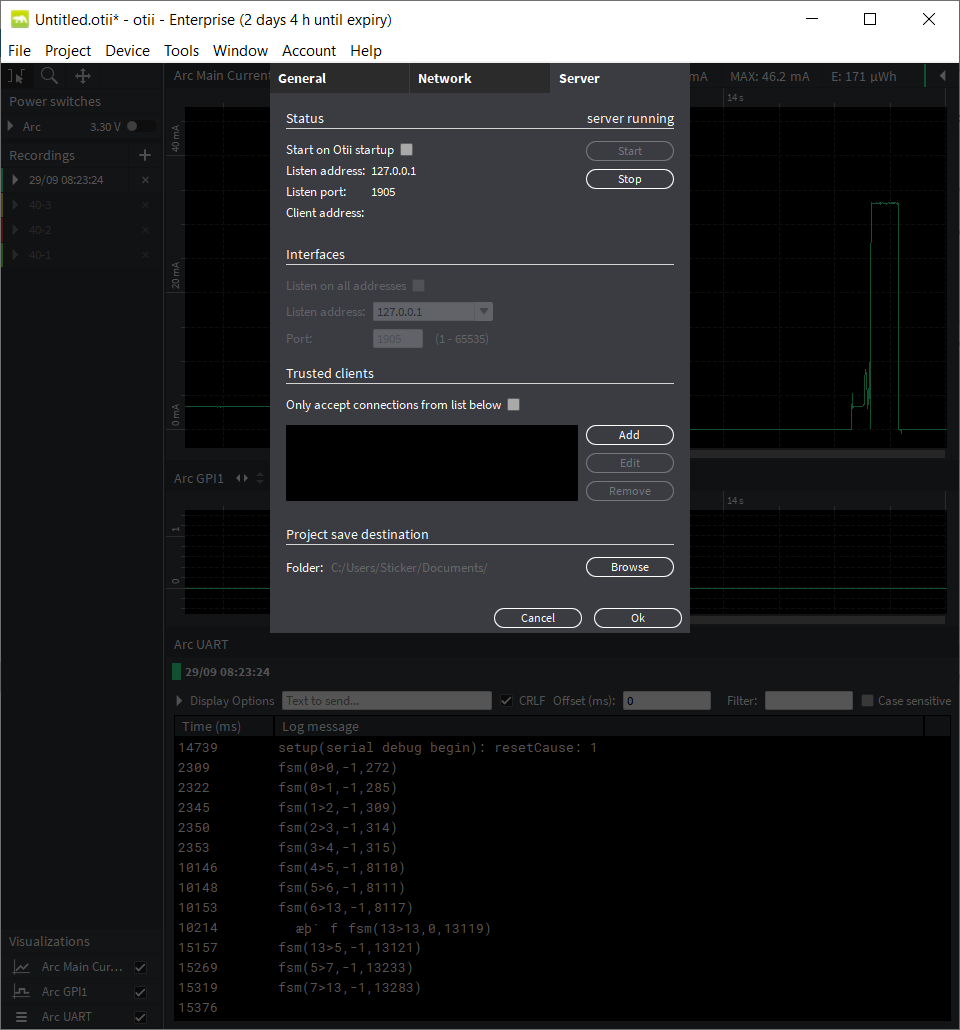 Untitled.otii* - otii - Enterprise (2 days 4 h until expiry)
File Project Device Tools Window Account Help
Arc Main Current
mA MAX: 46.2 mA E: 171 µWh
General Network Server
Power switches
Arc 3.30 V
Recordings +
29/09 08:23:24 ×
40-3 ×
40-2 ×
40-1 ×
40 mA
20 mA
0 mA
14 s
Status server running
Start on Otii startup
Start
Listen address: 127.0.0.1
Stop
Listen port: 1905
Client address:
Interfaces
Listen on all addresses
Listen address: 127.0.0.1
Port: 1905 (1 - 65535)
Trusted clients
Only accept connections from list below
Add
Edit
Remove
Project save destination
Folder: C:/Users/Sticker/Documents/ Browse
Cancel Ok
Arc GPI1
14 s
1
0
Arc UART
29/09 08:23:24
Display Options Text to send... CRLF Offset (ms): 0 Filter: Case sensitive
Time (ms) Log message
14739 setup(serial debug begin): resetCause: 1
2309 fsm(0>0,-1,272)
2322 fsm(0>1,-1,285)
2345 fsm(1>2,-1,309)
2350 fsm(2>3,-1,314)
2353 fsm(3>4,-1,315)
10146 fsm(4>5,-1,8110)
10148 fsm(5>6,-1,8111)
10153 fsm(6>13,-1,8117)
10214 æþ˙ f fsm(13>13,0,13119)
15157 fsm(13>5,-1,13121)
15269 fsm(5>7,-1,13233)
15319 fsm(7>13,-1,13283)
15376
Visualizations
Arc Main Cur...
Arc GPI1
Arc UART